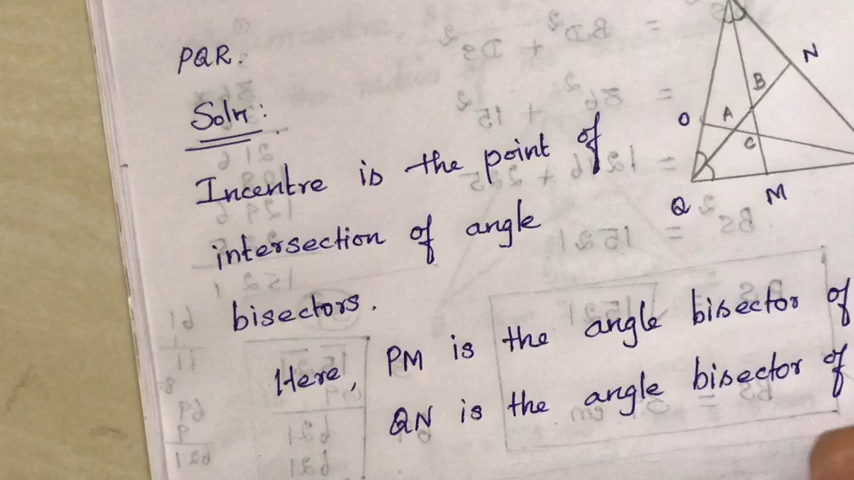 PQR.
Soln:
Incentre is the point of
intersection of angle
bisectors.
Here, PM is the angle bisector of
QN is the angle bisector of
N
B
O
A
C
Q
M